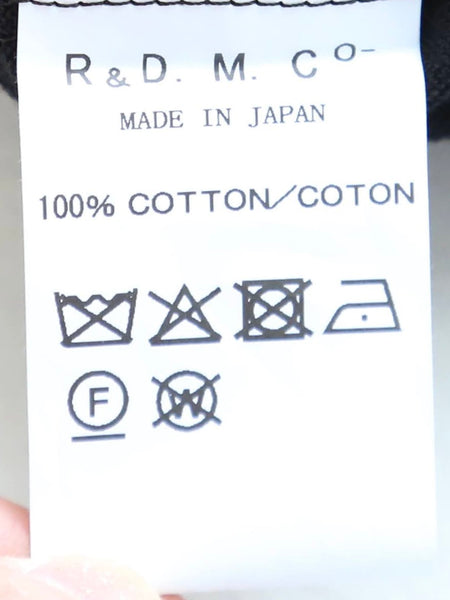 R & D. M. Co-
MADE IN JAPAN
100% COTTON/COTON
F W